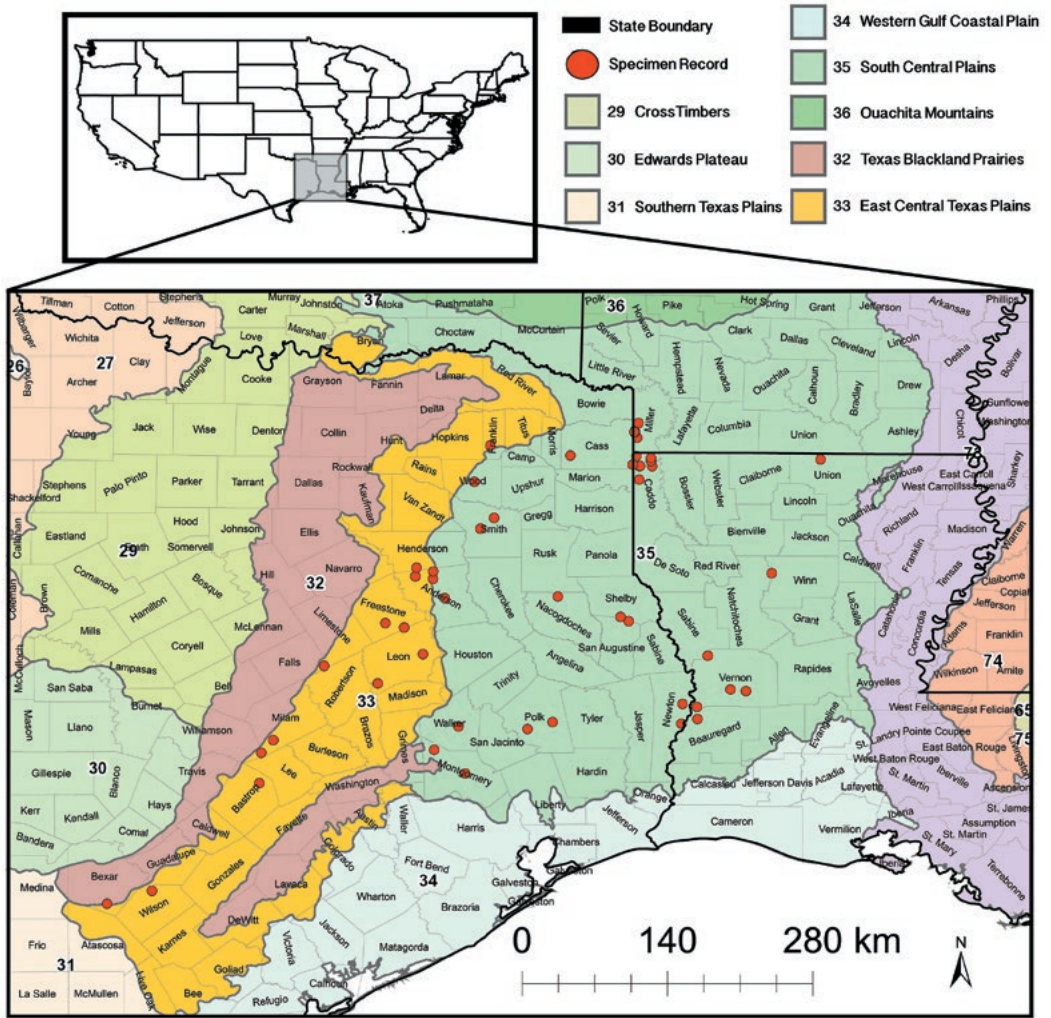 State Boundary
Specimen Record
29 Cross Timbers
30 Edwards Plateau
31 Southern Texas Plains
34 Western Gulf Coastal Plain
35 South Central Plains
36 Ouachita Mountains
32 Texas Blackland Prairies
33 East Central Texas Plains
Tillman
Cotton
Stephens
Jefferson
Murray
Carter
Johnston
Love
Marshall
37
Atoka
Pushmataha
Bryan
Choctaw
McCurtain
Polk
36
Pike
Hot Spring
Grant
Jefferson
Arkansas
Phillips
Wilbarger
Wichita
27
Clay
Archer
26
Baylor
Montague
Cooke
Grayson
Fannin
Lamar
Red River
Sevier
Howard
Little River
Hempstead
Nevada
Clark
Dallas
Cleveland
Lincoln
Desha
Bolivar
Ouachita
Calhoun
Bradley
Drew
Young
Jack
Wise
Denton
Collin
Delta
Hunt
Hopkins
Franklin
Titus
Morris
Bowie
Cass
Miller
Lafayette
Columbia
Union
Ashley
Chicot
Sunflower
Washington
73
Stephens
Palo Pinto
Parker
Tarrant
Dallas
Rockwall
Kaufman
Rains
Van Zandt
Wood
Camp
Upshur
Marion
Harrison
Gregg
Smith
Caddo
Bossier
Webster
Claiborne
Union
Lincoln
Morehouse
West Carroll
East Carroll
Issaquena
Sharkey
Shackelford
Callahan
Eastland
29
Erath
Hood
Somervell
Johnson
Ellis
Navarro
Henderson
Rusk
Panola
35
De Soto
Bienville
Red River
Jackson
Ouachita
Richland
Madison
Warren
Caldwell
Franklin
Tensas
Claiborne
Copiah
Jefferson
Coleman
Brown
Comanche
Hamilton
Bosque
Hill
32
Limestone
Freestone
Anderson
Cherokee
Nacogdoches
Shelby
San Augustine
Sabine
Sabine
Natchitoches
Winn
Grant
LaSalle
Catahoula
Concordia
Adams
Franklin
McCulloch
Mills
Coryell
McLennan
Lampasas
Bell
Falls
Robertson
Leon
Houston
Angelina
Trinity
Madison
33
Vernon
Rapides
Avoyelles
Wilkinson
Amite
74
San Saba
Burnet
Mason
Llano
Williamson
Milam
Brazos
Burleson
Grimes
Walker
Polk
Tyler
Jasper
Newton
San Jacinto
Beauregard
Allen
Evangeline
West Feliciana
East Feliciana
65
75
St. Landry
Pointe Coupee
East Baton Rouge
Livingston
West Baton Rouge
Gillespie
30
Blanco
Travis
Lee
Washington
Montgomery
Hardin
Calcasieu
Jefferson Davis
Acadia
Lafayette
St. Martin
Iberville
Ascension
Kerr
Kendall
Hays
Bastrop
Fayette
Austin
Waller
Liberty
Orange
Jefferson
Cameron
Vermilion
Iberia
St. James
Assumption
St. Martin
St. Mary
Iberia
Terrebonne
Bandera
Comal
Caldwell
Guadalupe
Colorado
Harris
Chambers
Galveston
Galveston
Galveston
Medina
Bexar
Gonzales
Lavaca
Fort Bend
34
Wharton
Brazoria
Wilson
DeWitt
Frio
Atascosa
Karnes
Jackson
Victoria
Matagorda
31
La Salle
McMullen
Live Oak
Bee
Goliad
Calhoun
Refugio
0 140 280 km
N